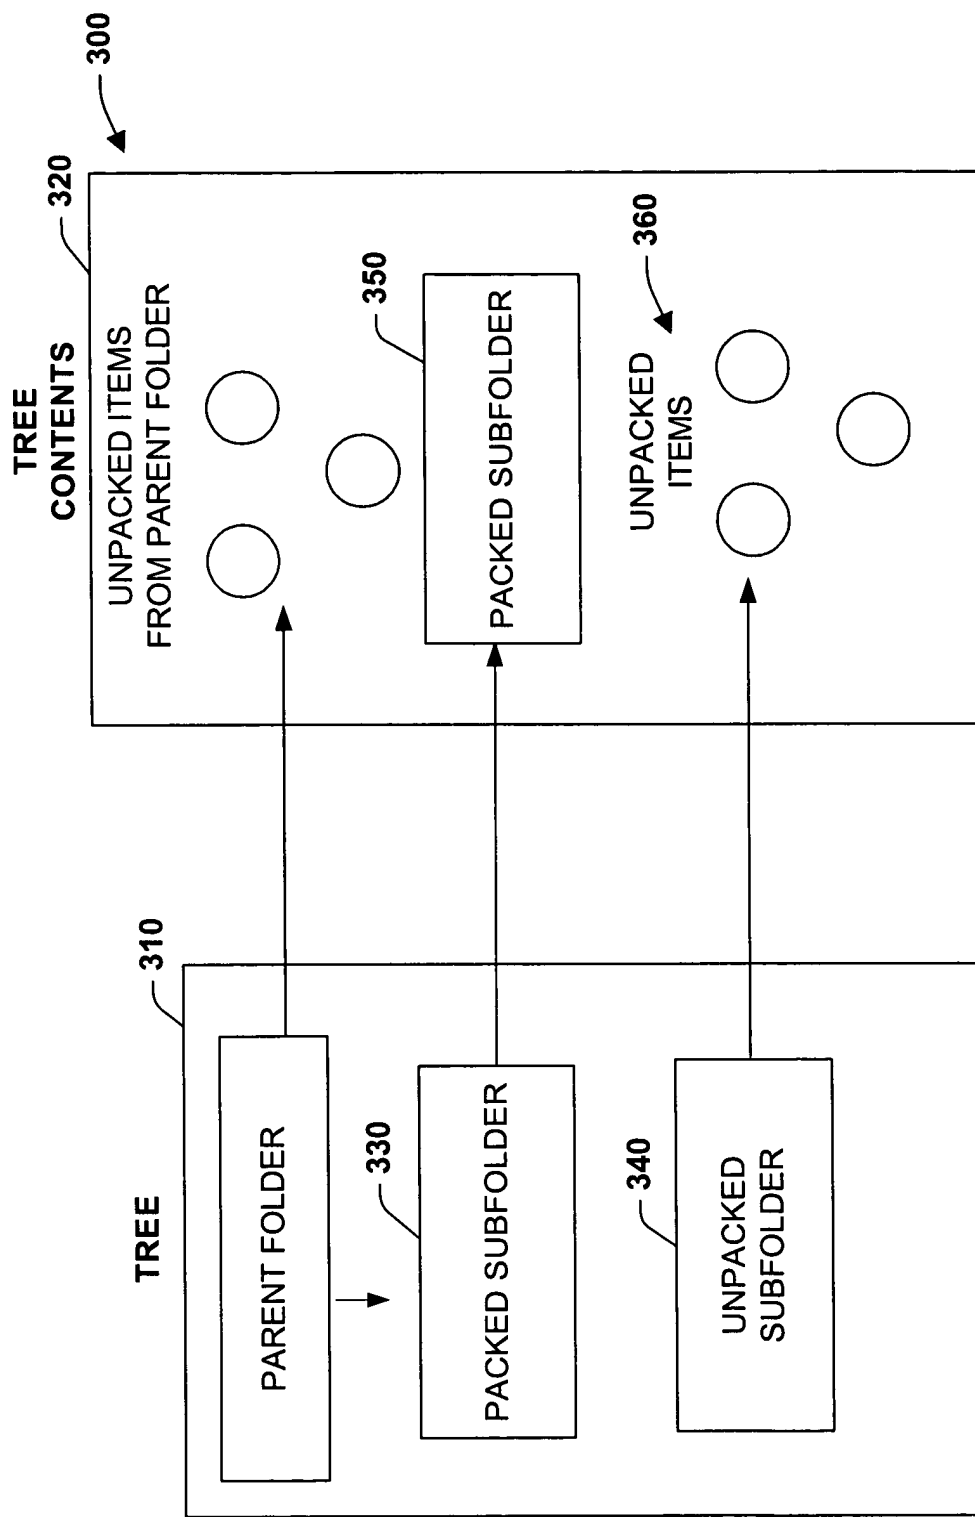 300
TREE
310
PARENT FOLDER
330
PACKED SUBFOLDER
340
UNPACKED
SUBFOLDER
TREE
CONTENTS
320
UNPACKED ITEMS
FROM PARENT FOLDER
350
PACKED SUBFOLDER
UNPACKED
ITEMS
360